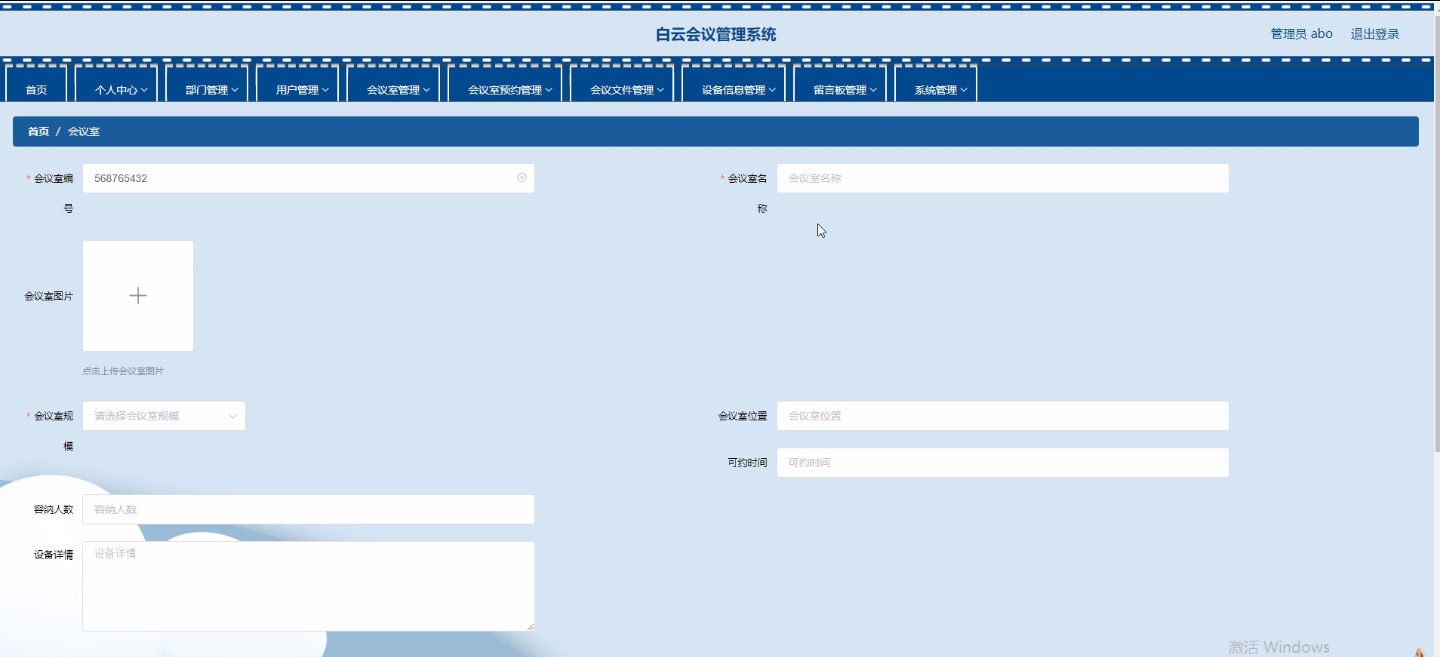 白云会议管理系统
管理员 abo 退出登录
首页 个人中心 部门管理 用户管理 会议室管理 会议室预约管理 会议文件管理 设备信息管理 留言板管理 系统管理
首页 / 会议室
* 会议室编号 568765432
* 会议室名称 会议室名称
会议室图片
点击上传会议室图片
* 会议室规模 请选择会议室规模
会议室位置 会议室位置
可约时间 可约时间
容纳人数 容纳人数
设备详情 设备详情
激活 Windows